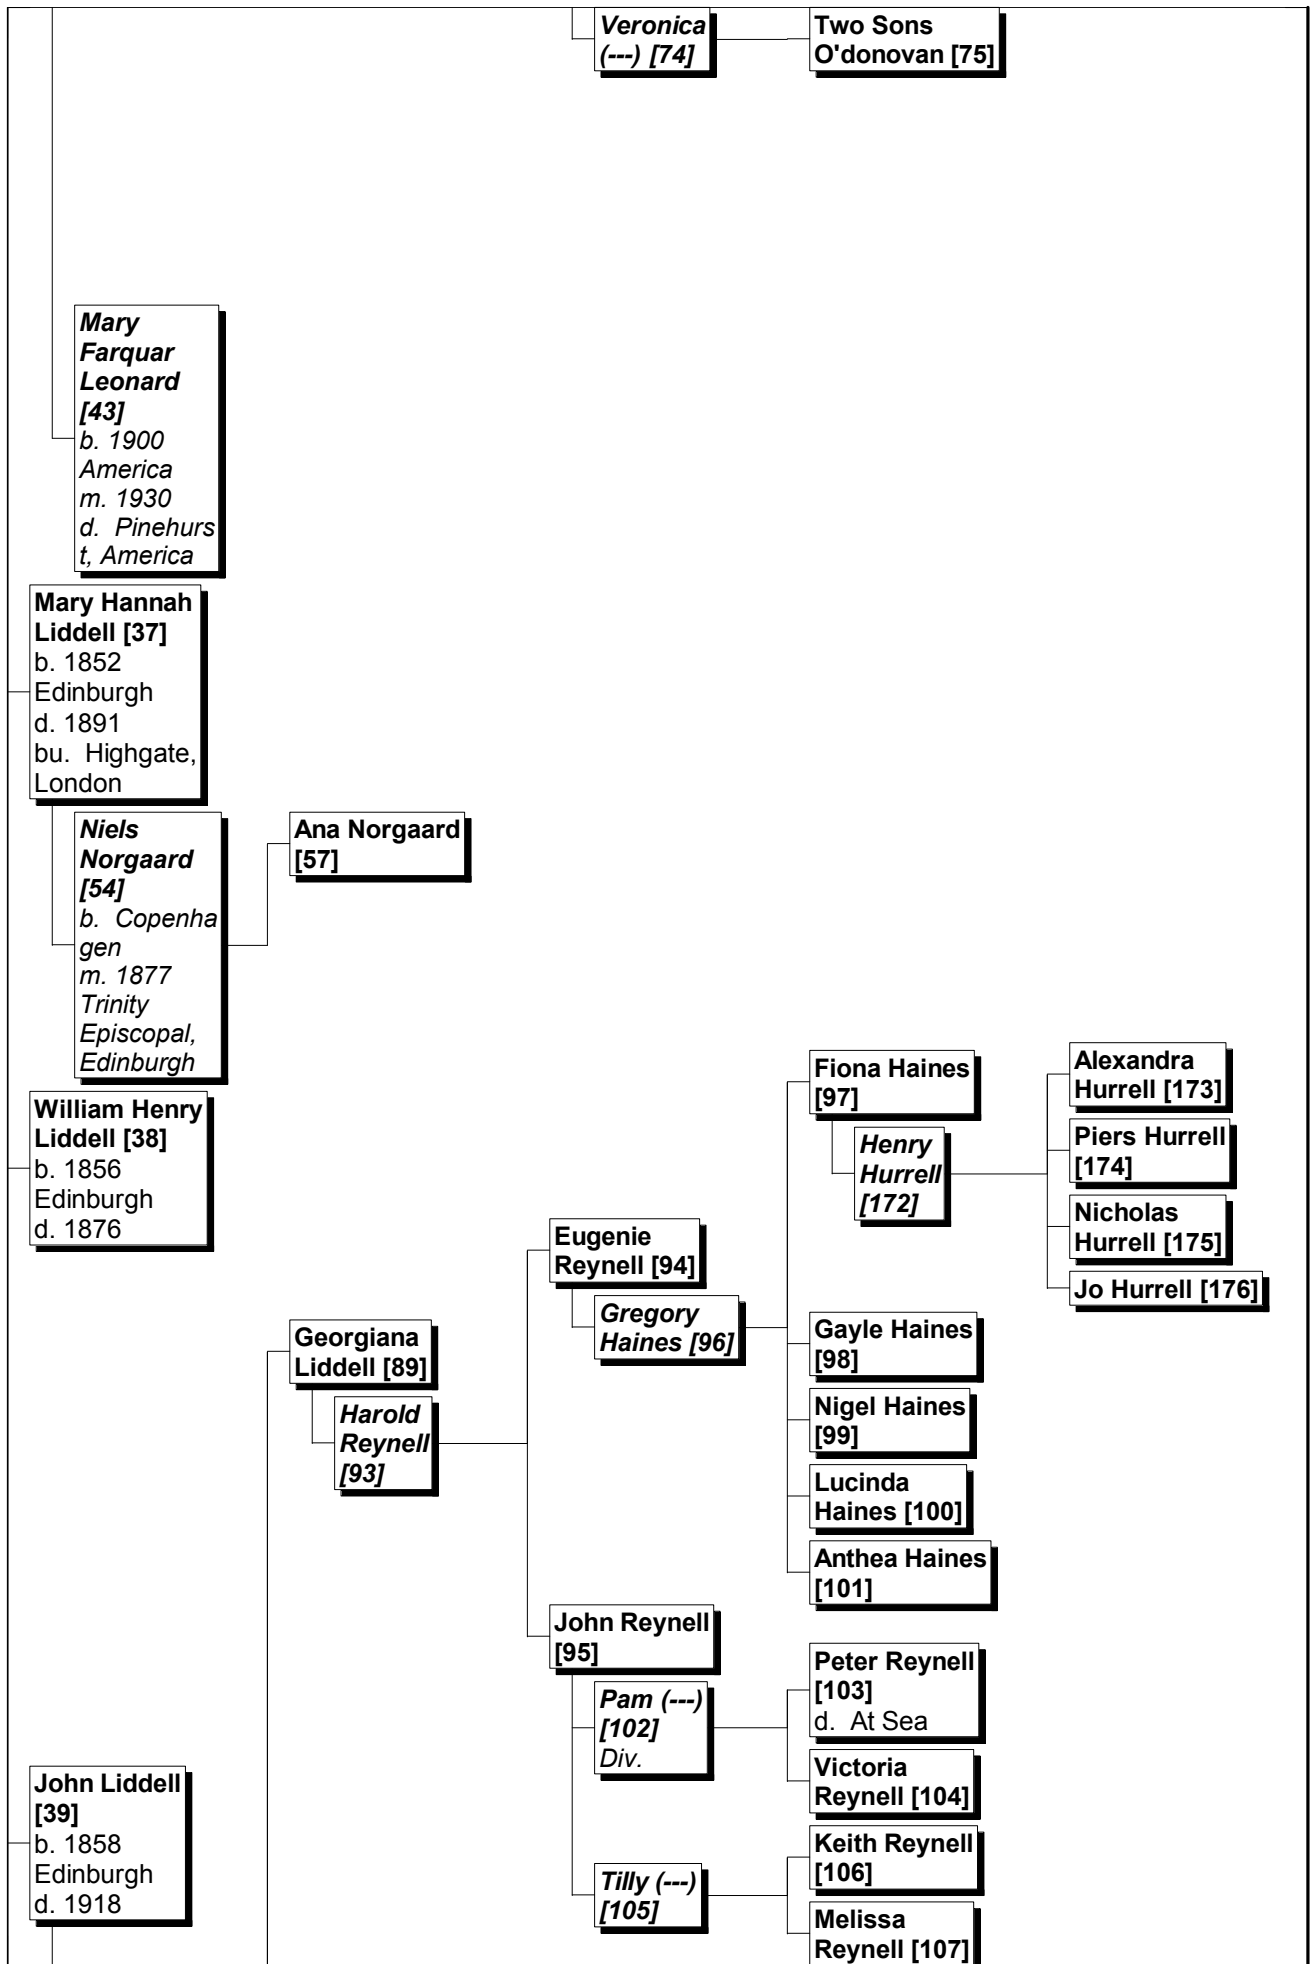 Veronica
(---) [74]
Two Sons
O'donovan [75]
Mary
Farquar
Leonard
[43]
b. 1900
America
m. 1930
d. Pinehurs
t, America
Mary Hannah
Liddell [37]
b. 1852
Edinburgh
d. 1891
bu. Highgate,
London
Niels
Norgaard
[54]
b. Copenha
gen
m. 1877
Trinity
Episcopal,
Edinburgh
Ana Norgaard
[57]
William Henry
Liddell [38]
b. 1856
Edinburgh
d. 1876
John Liddell
[39]
b. 1858
Edinburgh
d. 1918
Georgiana
Liddell [89]
Harold
Reynell
[93]
Eugenie
Reynell [94]
Gregory
Haines [96]
Fiona Haines
[97]
Henry
Hurrell
[172]
Alexandra
Hurrell [173]
Piers Hurrell
[174]
Nicholas
Hurrell [175]
Jo Hurrell [176]
Gayle Haines
[98]
Nigel Haines
[99]
Lucinda
Haines [100]
Anthea Haines
[101]
John Reynell
[95]
Pam (---)
[102]
Div.
Peter Reynell
[103]
d. At Sea
Victoria
Reynell [104]
Tilly (---)
[105]
Keith Reynell
[106]
Melissa
Reynell [107]